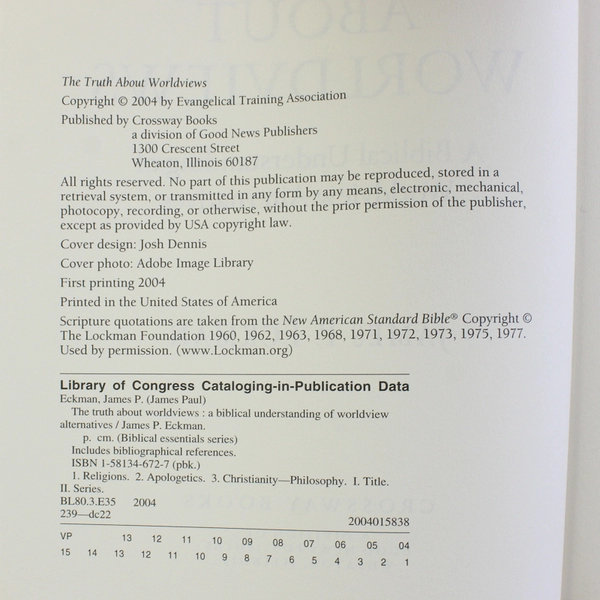 The Truth About Worldviews
Copyright © 2004 by Evangelical Training Association
Published by Crossway Books
a division of Good News Publishers
1300 Crescent Street
Wheaton, Illinois 60187
All rights reserved. No part of this publication may be reproduced, stored in a
retrieval system, or transmitted in any form by any means, electronic, mechanical,
photocopy, recording, or otherwise, without the prior permission of the publisher,
except as provided by USA copyright law.
Cover design: Josh Dennis
Cover photo: Adobe Image Library
First printing 2004
Printed in the United States of America
Scripture quotations are taken from the New American Standard Bible® Copyright ©
The Lockman Foundation 1960, 1962, 1963, 1968, 1971, 1972, 1973, 1975, 1977.
Used by permission. (www.Lockman.org)
Library of Congress Cataloging-in-Publication Data
Eckman, James P. (James Paul)
The truth about worldviews : a biblical understanding of worldview
alternatives / James P. Eckman.
p. cm. (Biblical essentials series)
Includes bibliographical references.
ISBN 1-58134-672-7 (pbk.)
1. Religions. 2. Apologetics. 3. Christianity—Philosophy. I. Title.
II. Series.
BL80.3.E35 2004
239—dc22
2004015838
VP 13 12 11 10 09 08 07 06 05 04
15 14 13 12 11 10 9 8 7 6 5 4 3 2 1